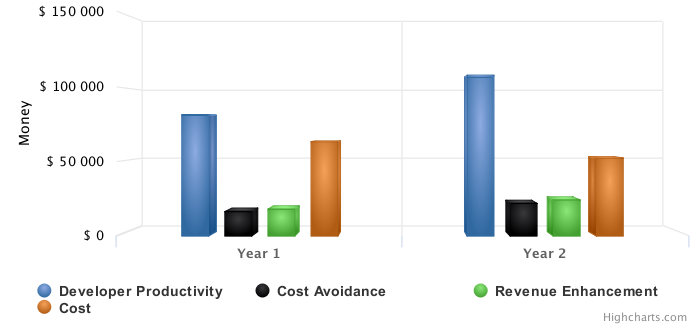 $ 150 000
$ 100 000
Money
$ 50 000
$ 0
Year 1
Year 2
Developer Productivity
Cost Avoidance
Revenue Enhancement
Cost
Highcharts.com